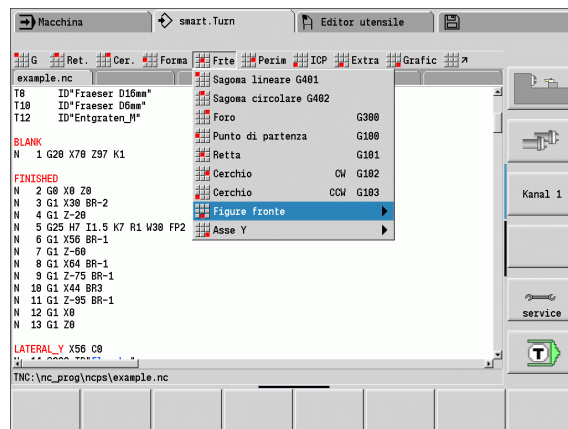 Macchina smart.Turn Editor utensile
G Ret. Cer. Forma Frte Perim ICP Extra Grafic
example.nc
Sagoma lineare G401
Sagoma circolare G402
Foro G300
Punto di partenza G100
Retta G101
Cerchio CW G102
Cerchio CCW G103
Figure fronte
Asse Y
T8 ID"Fraeser D16mm"
T10 ID"Fraeser D6mm"
T12 ID"Entgraten_M"
BLANK
N 1 G20 X70 Z97 K1
FINISHED
N 2 G0 X0 Z0
N 3 G1 X30 BR-2
N 4 G1 Z-20
N 5 G25 H7 I1.5 K7 R1 W30 FP2
N 6 G1 X56 BR-1
N 7 G1 Z-60
N 8 G1 X64 BR-1
N 9 G1 Z-75 BR-1
N 10 G1 X44 BR3
N 11 G1 Z-95 BR-1
N 12 G1 X0
N 13 G1 Z0
LATERAL_Y X56 C0
TNC:\nc_prog\ncps\example.nc
Kanal 1
service
T